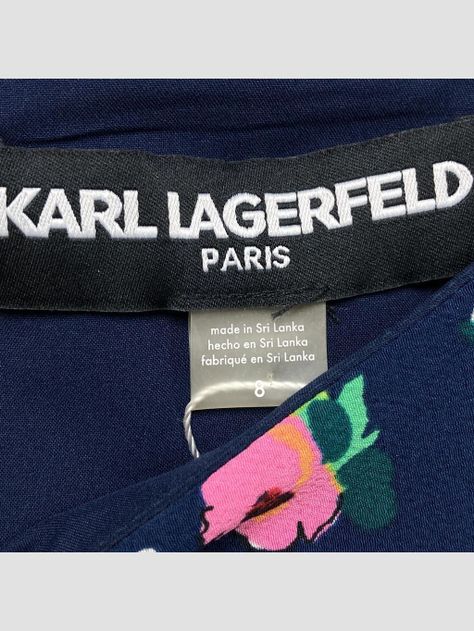 KARL LAGERFELD
PARIS
made in Sri Lanka
hecho en Sri Lanka
fabriqué en Sri Lanka
8